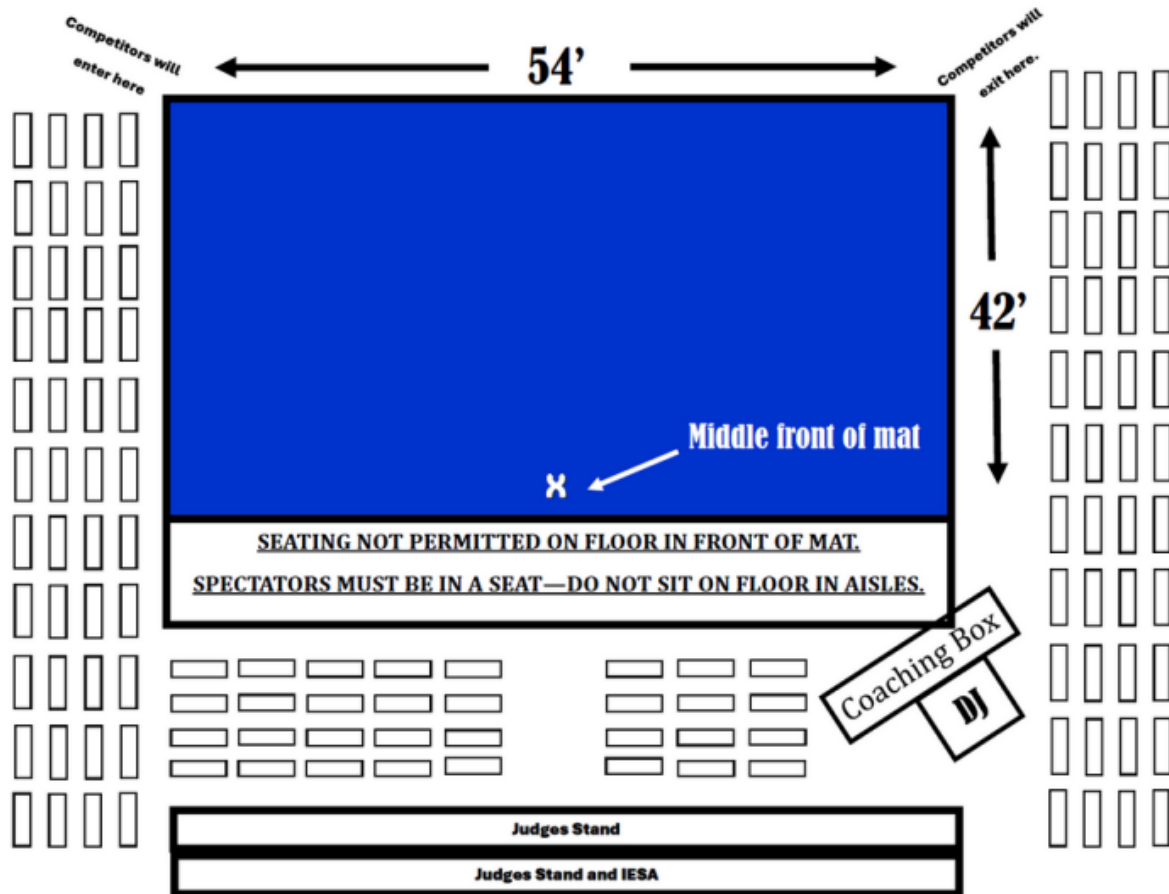 Competitors will
enter here
54’
Competitors will
exit here.
42’
Middle front of mat
X
SEATING NOT PERMITTED ON FLOOR IN FRONT OF MAT.
SPECTATORS MUST BE IN A SEAT—DO NOT SIT ON FLOOR IN AISLES.
Coaching Box
DJ
Judges Stand
Judges Stand and IESA